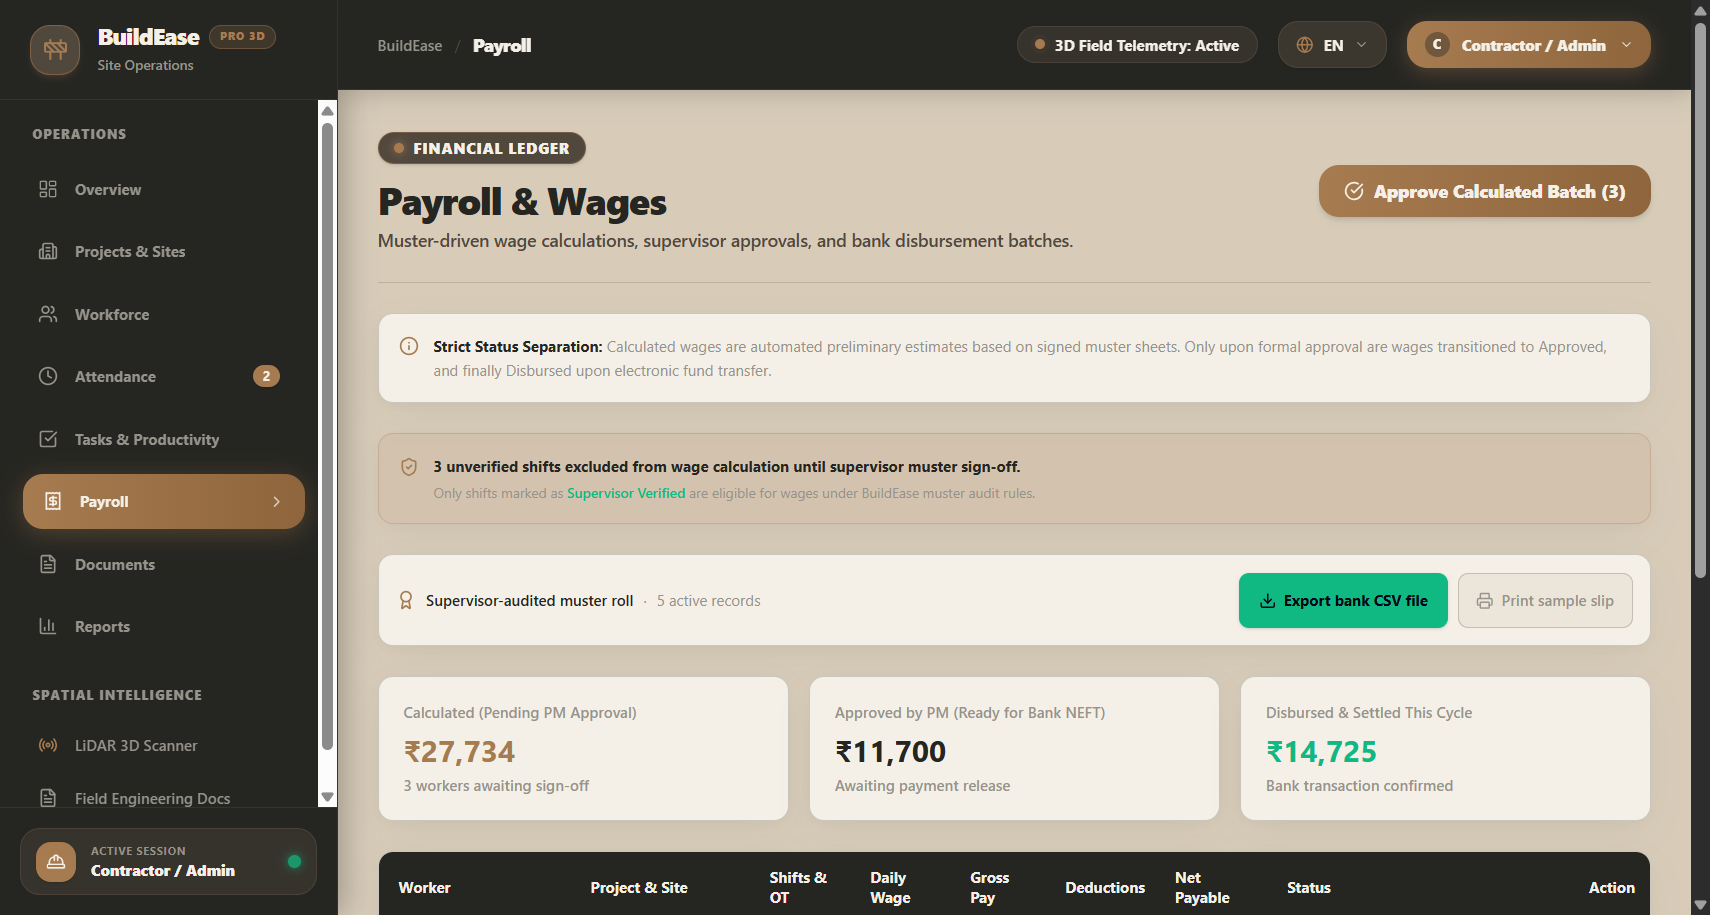 BuildEase PRO 3D
Site Operations
OPERATIONS
Overview
Projects & Sites
Workforce
Attendance 2
Tasks & Productivity
Payroll
Documents
Reports
SPATIAL INTELLIGENCE
LiDAR 3D Scanner
Field Engineering Docs
ACTIVE SESSION
Contractor / Admin
BuildEase / Payroll
3D Field Telemetry: Active
EN
C Contractor / Admin
FINANCIAL LEDGER
Payroll & Wages
Muster-driven wage calculations, supervisor approvals, and bank disbursement batches.
Approve Calculated Batch (3)
Strict Status Separation: Calculated wages are automated preliminary estimates based on signed muster sheets. Only upon formal approval are wages transitioned to Approved,
and finally Disbursed upon electronic fund transfer.
3 unverified shifts excluded from wage calculation until supervisor muster sign-off.
Only shifts marked as Supervisor Verified are eligible for wages under BuildEase muster audit rules.
Supervisor-audited muster roll · 5 active records
Export bank CSV file
Print sample slip
Calculated (Pending PM Approval)
₹27,734
3 workers awaiting sign-off
Approved by PM (Ready for Bank NEFT)
₹11,700
Awaiting payment release
Disbursed & Settled This Cycle
₹14,725
Bank transaction confirmed
Worker
Project & Site
Shifts &
OT
Daily
Wage
Gross
Pay
Deductions
Net
Payable
Status
Action